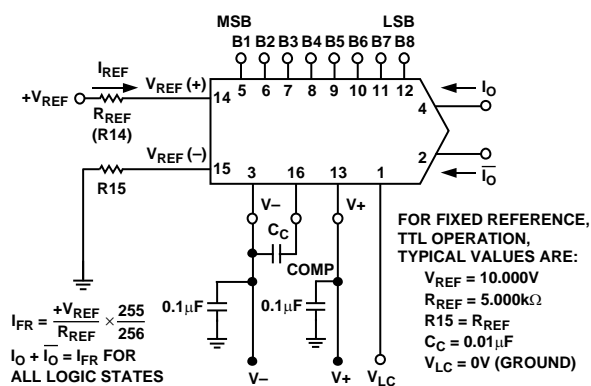 MSB LSB
B1 B2 B3 B4 B5 B6 B7 B8
I_REF
+V_REF
V_REF (+)
R_REF
(R14)
14
5 6 7 8 9 10 11 12
4
I_O
2
I̅_O̅
V_REF (–)
15
R15
3 16 13 1
V– V+
C_C
COMP
0.1µF 0.1µF
V– V+ V_LC
I_FR = +V_REF / R_REF × 255 / 256
I_O + I̅_O̅ = I_FR FOR
ALL LOGIC STATES
FOR FIXED REFERENCE,
TTL OPERATION,
TYPICAL VALUES ARE:
V_REF = 10.000V
R_REF = 5.000kΩ
R15 = R_REF
C_C = 0.01µF
V_LC = 0V (GROUND)